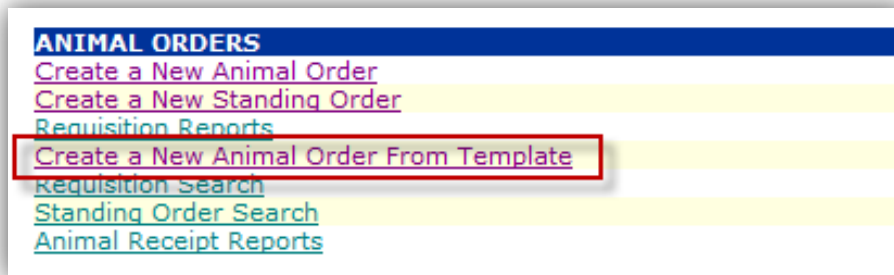 ANIMAL ORDERS
Create a New Animal Order
Create a New Standing Order
Requisition Reports
Create a New Animal Order From Template
Requisition Search
Standing Order Search
Animal Receipt Reports